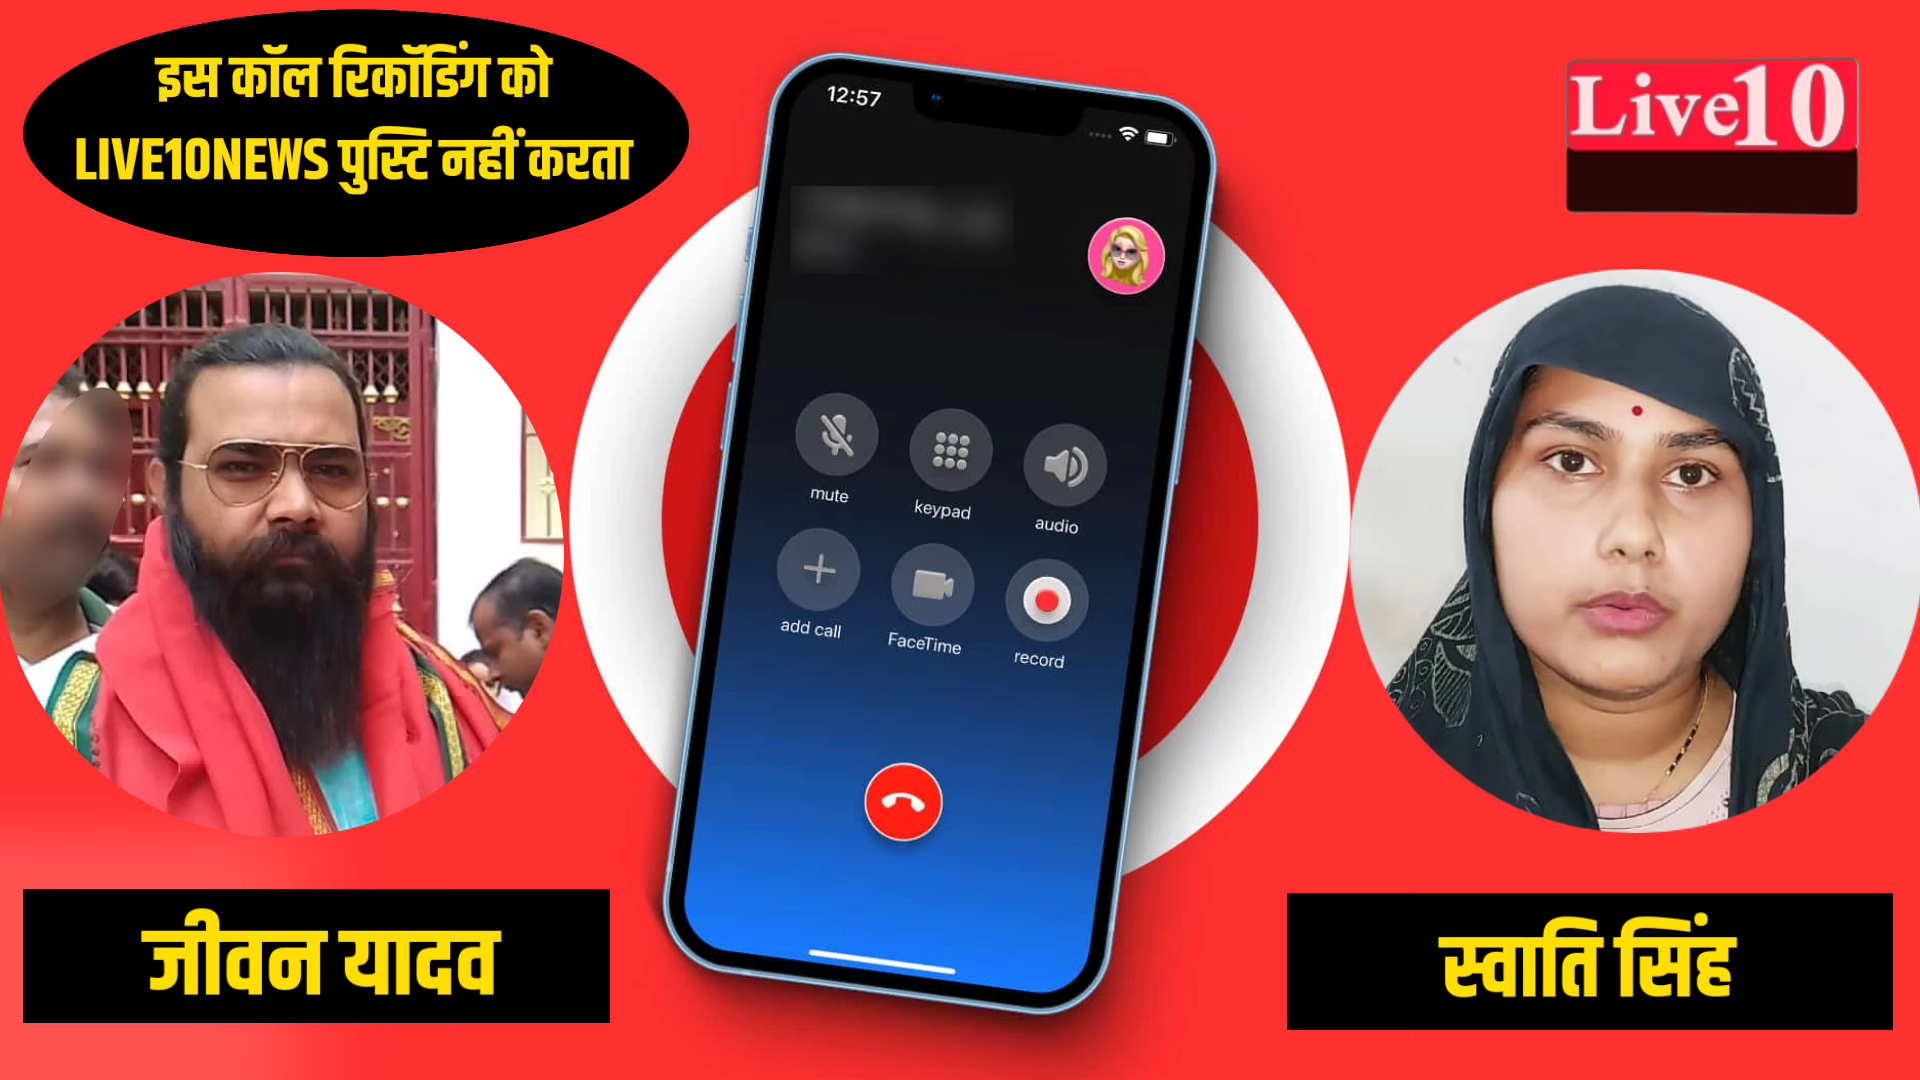 इस कॉल रिकॉडिंग को
LIVE10NEWS पुस्टि नहीं करता
Live10
12:57
mute
keypad
audio
add call
FaceTime
record
जीवन यादव
स्वाति सिंह